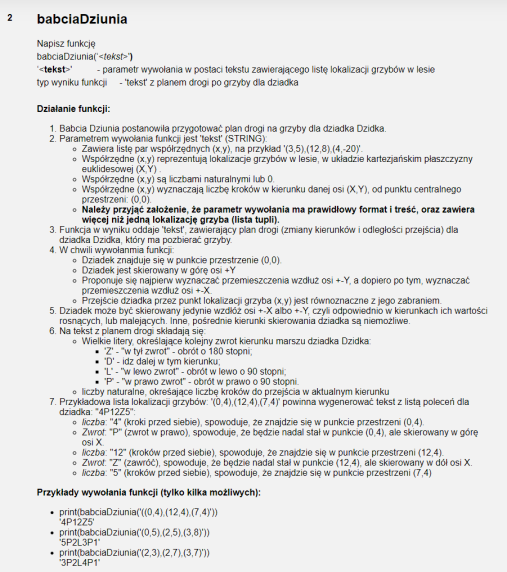 2 babciaDziunia
Napisz funkcję
babciaDziunia('<tekst>')
'<tekst>' - parametr wywołania w postaci tekstu zawierającego listę lokalizacji grzybów w lesie
typ wyniku funkcji - 'tekst' z planem drogi po grzyby dla dziadka
Działanie funkcji:
1. Babcia Dziunia postanowiła przygotować plan drogi na grzyby dla dziadka Dzidka.
2. Parametrem wywołania funkcji jest 'tekst' (STRING):
○ Zawiera listę par współrzędnych (x,y), na przykład '(3,5),(12,8),(4,-20)'.
○ Współrzędne (x,y) reprezentują lokalizacje grzybów w lesie, w układzie kartezjańskim płaszczyzny
euklidesowej (X,Y) .
○ Współrzędne (x,y) są liczbami naturalnymi lub 0.
○ Współrzędne (x,y) wyznaczają liczbę kroków w kierunku danej osi (X,Y), od punktu centralnego
przestrzeni: (0,0).
○ Należy przyjąć założenie, że parametr wywołania ma prawidłowy format i treść, oraz zawiera
więcej niż jedną lokalizację grzyba (lista tupli).
3. Funkcja w wyniku oddaje 'tekst', zawierający plan drogi (zmiany kierunków i odległości przejścia) dla
dziadka Dzidka, który ma pozbierać grzyby.
4. W chwili wywołanmia funkcji:
○ Dziadek znajduje się w punkcie przestrzenie (0,0).
○ Dziadek jest skierowany w górę osi +Y
○ Proponuje się najpierw wyznaczać przemieszczenia wzdłuż osi +-Y, a dopiero po tym, wyznaczać
przemieszczenia wzdłuż osi +-X.
○ Przejście dziadka przez punkt lokalizacji grzyba (x,y) jest równoznaczne z jego zabraniem.
5. Dziadek może być skierowany jedynie wzdłóż osi +-X albo +-Y, czyli odpowiednio w kierunkach ich wartości
rosnących, lub malejących. Inne, pośrednie kierunki skierowania dziadka są niemożliwe.
6. Na tekst z planem drogi składają się:
○ Wielkie litery, określające kolejny zwrot kierunku marszu dziadka Dzidka:
▪ 'Z' - "w tył zwrot" - obrót o 180 stopni;
▪ 'D' - idz dalej w tym kierunku;
▪ 'L' - "w lewo zwrot" - obrót w lewo o 90 stopni;
▪ 'P' - "w prawo zwrot" - obrót w prawo o 90 stopni.
○ liczby naturalne, okreśające liczbę kroków do przejścia w aktualnym kierunku
7. Przykładowa lista lokalizacji grzybów: '(0,4),(12,4),(7,4)' powinna wygenerować tekst z listą poleceń dla
dziadka: "4P12Z5":
○ liczba: "4" (kroki przed siebie), spowoduje, że znajdzie się w punkcie przestrzeni (0,4).
○ Zwrot: "P" (zwrot w prawo), spowoduje, że będzie nadal stał w punkcie (0,4), ale skierowany w górę
osi X.
○ liczba: "12" (kroków przed siebie), spowoduje, że znajdzie się w punkcie przestrzeni (12,4).
○ Zwrot: "Z" (zawróć), spowoduje, że będzie nadal stał w punkcie (12,4), ale skierowany w dół osi X.
○ liczba: "5" (kroków przed siebie), spowoduje, że znajdzie się w punkcie przestrzeni (7,4)
Przykłady wywołania funkcji (tylko kilka możliwych):
• print(babciaDziunia('((0,4),(12,4),(7,4)'))
'4P12Z5'
• print(babciaDziunia('(0,5),(2,5),(3,8)'))
'5P2L3P1'
• print(babciaDziunia('(2,3),(2,7),(3,7)'))
'3P2L4P1'